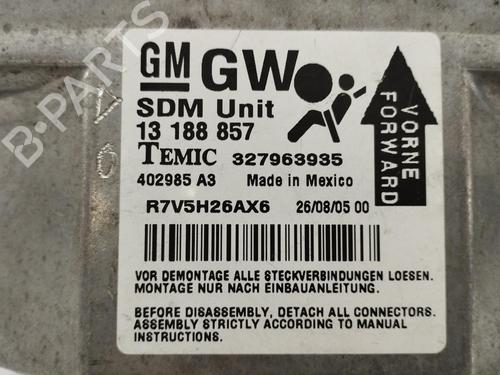 GM GW
SDM Unit
13 188 857
TEMIC 327963935
402985 A3 Made in Mexico
R7V5H26AX6 26/08/05 00
VORNE
FORWARD
VOR DEMONTAGE ALLE STECKVERBINDUNGEN LOESEN.
MONTAGE NUR NACH EINBAUANLEITUNG.
BEFORE DISASSEMBLY, DETACH ALL CONNECTORS.
ASSEMBLY STRICTLY ACCORDING TO MANUAL
INSTRUCTIONS.
B-PARTS